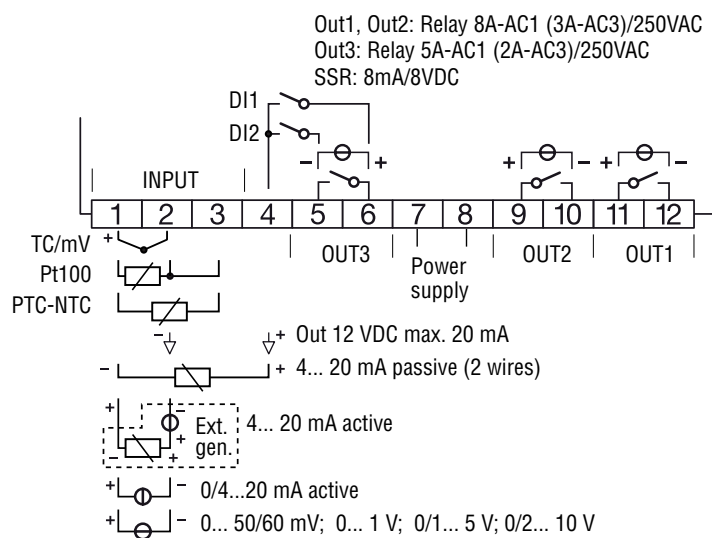 Out1, Out2: Relay 8A-AC1 (3A-AC3)/250VAC
Out3: Relay 5A-AC1 (2A-AC3)/250VAC
SSR: 8mA/8VDC
DI1
DI2
− + + − + −
INPUT
1 2 3 4 5 6 7 8 9 10 11 12
+
TC/mV
OUT3 Power supply OUT2 OUT1
Pt100
PTC-NTC
− + Out 12 VDC max. 20 mA
− + 4... 20 mA passive (2 wires)
+ −
Ext. 4... 20 mA active
+
− + gen.
+ − 0/4...20 mA active
+ − 0... 50/60 mV; 0... 1 V; 0/1... 5 V; 0/2... 10 V